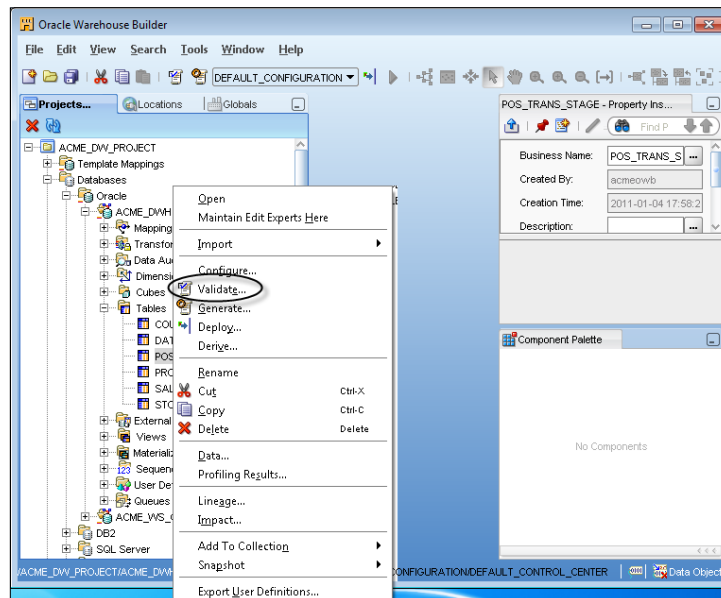 Oracle Warehouse Builder
File Edit View Search Tools Window Help
DEFAULT_CONFIGURATION
Projects... Locations Globals
ACME_DW_PROJECT
Template Mappings
Databases
Oracle
ACME_DWH
Mapping
Transfor
Data Au
Dimensi
Cubes
Tables
COU
DAT
POS
PRO
SAL
STO
External
Views
Materializ
Sequen
User De
Queues
ACME_WS_
DB2
SQL Server
Open
Maintain Edit Experts Here
Import
Configure...
Validate...
Generate...
Deploy...
Derive...
Rename
Cut Ctrl-X
Copy Ctrl-C
Delete Delete
Data...
Profiling Results...
Lineage...
Impact...
Add To Collection
Snapshot
Export User Definitions...
POS_TRANS_STAGE - Property Ins...
Find P
Business Name: POS_TRANS_S ...
Created By: acmeowb
Creation Time: 2011-01-04 17:58:2
Description: ...
Component Palette
No Components
/ACME_DW_PROJECT/ACME_DWH
CONFIGURATION/DEFAULT_CONTROL_CENTER Data Object